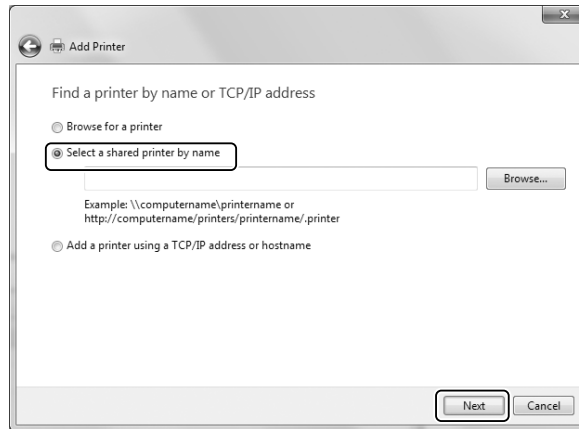 Add Printer
Find a printer by name or TCP/IP address
Browse for a printer
Select a shared printer by name
Browse...
Example: \\computername\printername or
http://computername/printers/printername/.printer
Add a printer using a TCP/IP address or hostname
Next Cancel